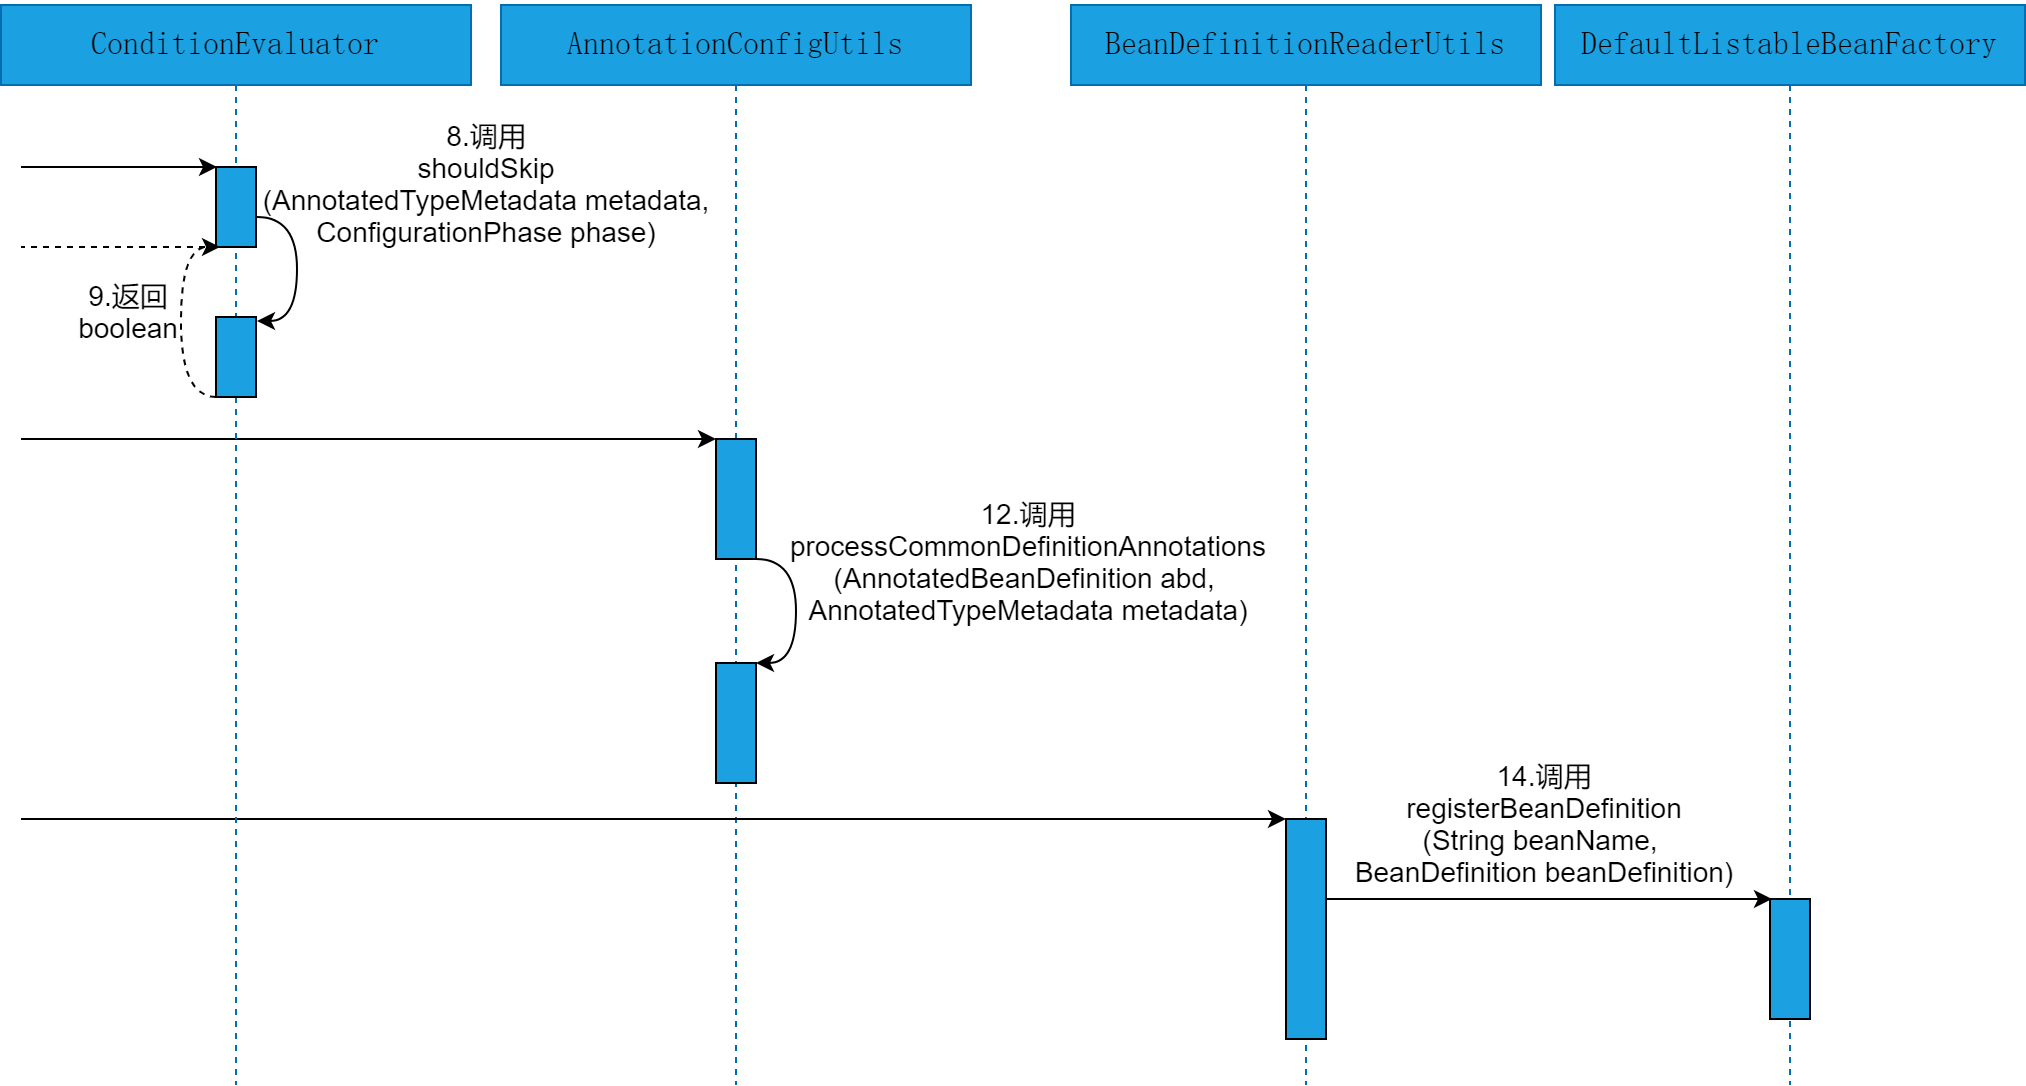 ConditionEvaluator
AnnotationConfigUtils
BeanDefinitionReaderUtils
DefaultListableBeanFactory
8.调用
shouldSkip
(AnnotatedTypeMetadata metadata,
ConfigurationPhase phase)
9.返回
boolean
12.调用
processCommonDefinitionAnnotations
(AnnotatedBeanDefinition abd,
AnnotatedTypeMetadata metadata)
14.调用
registerBeanDefinition
(String beanName,
BeanDefinition beanDefinition)